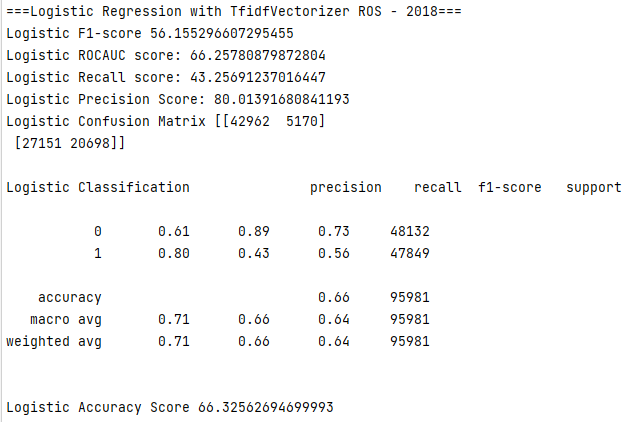 ===Logistic Regression with TfidfVectorizer ROS - 2018===
Logistic F1-score 56.155296607295455
Logistic ROCAUC score: 66.25780879872804
Logistic Recall score: 43.25691237016447
Logistic Precision Score: 80.01391680841193
Logistic Confusion Matrix [[42962  5170]
 [27151 20698]]
Logistic Classification               precision    recall  f1-score   support
           0       0.61      0.89      0.73     48132
           1       0.80      0.43      0.56     47849
    accuracy                           0.66     95981
   macro avg       0.71      0.66      0.64     95981
weighted avg       0.71      0.66      0.64     95981
Logistic Accuracy Score 66.32562694699993